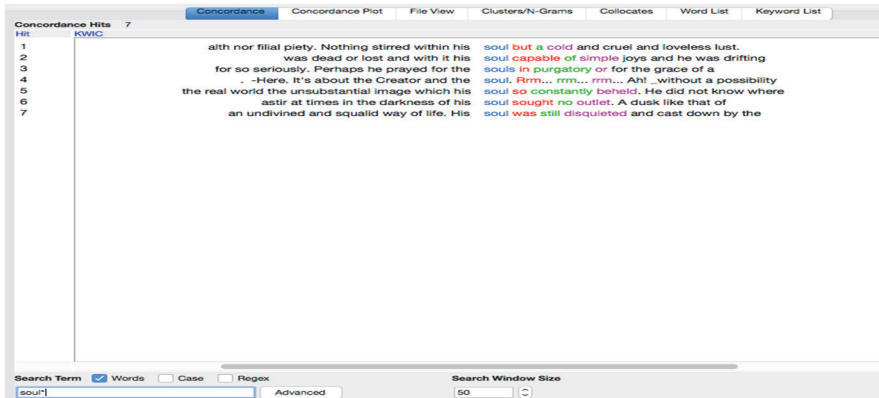 Concordance Concordance Plot File View Clusters/N-Grams Collocates Word List Keyword List
Concordance Hits 7
Hit KWIC
1 alth nor filial piety. Nothing stirred within his soul but a cold and cruel and loveless lust.
2 was dead or lost and with it his soul capable of simple joys and he was drifting
3 for so seriously. Perhaps he prayed for the souls in purgatory or for the grace of a
4 . -Here. It's about the Creator and the soul. Rrm... rrm... rrm... Ah! _without a possibility
5 the real world the unsubstantial image which his soul so constantly beheld. He did not know where
6 astir at times in the darkness of his soul sought no outlet. A dusk like that of
7 an undivined and squalid way of life. His soul was still disquieted and cast down by the
Search Term Words Case Regex Search Window Size
soul* Advanced 50